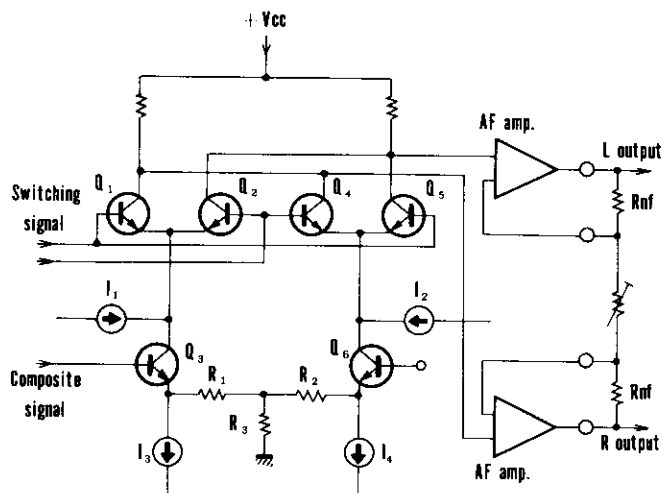 + Vcc
AF amp.
L output
Q1
Q2
Q4
Q5
Rnf
Switching
signal
I1
I2
Q3
Q6
Composite
signal
R1
R2
R3
Rnf
I3
I4
R output
AF amp.